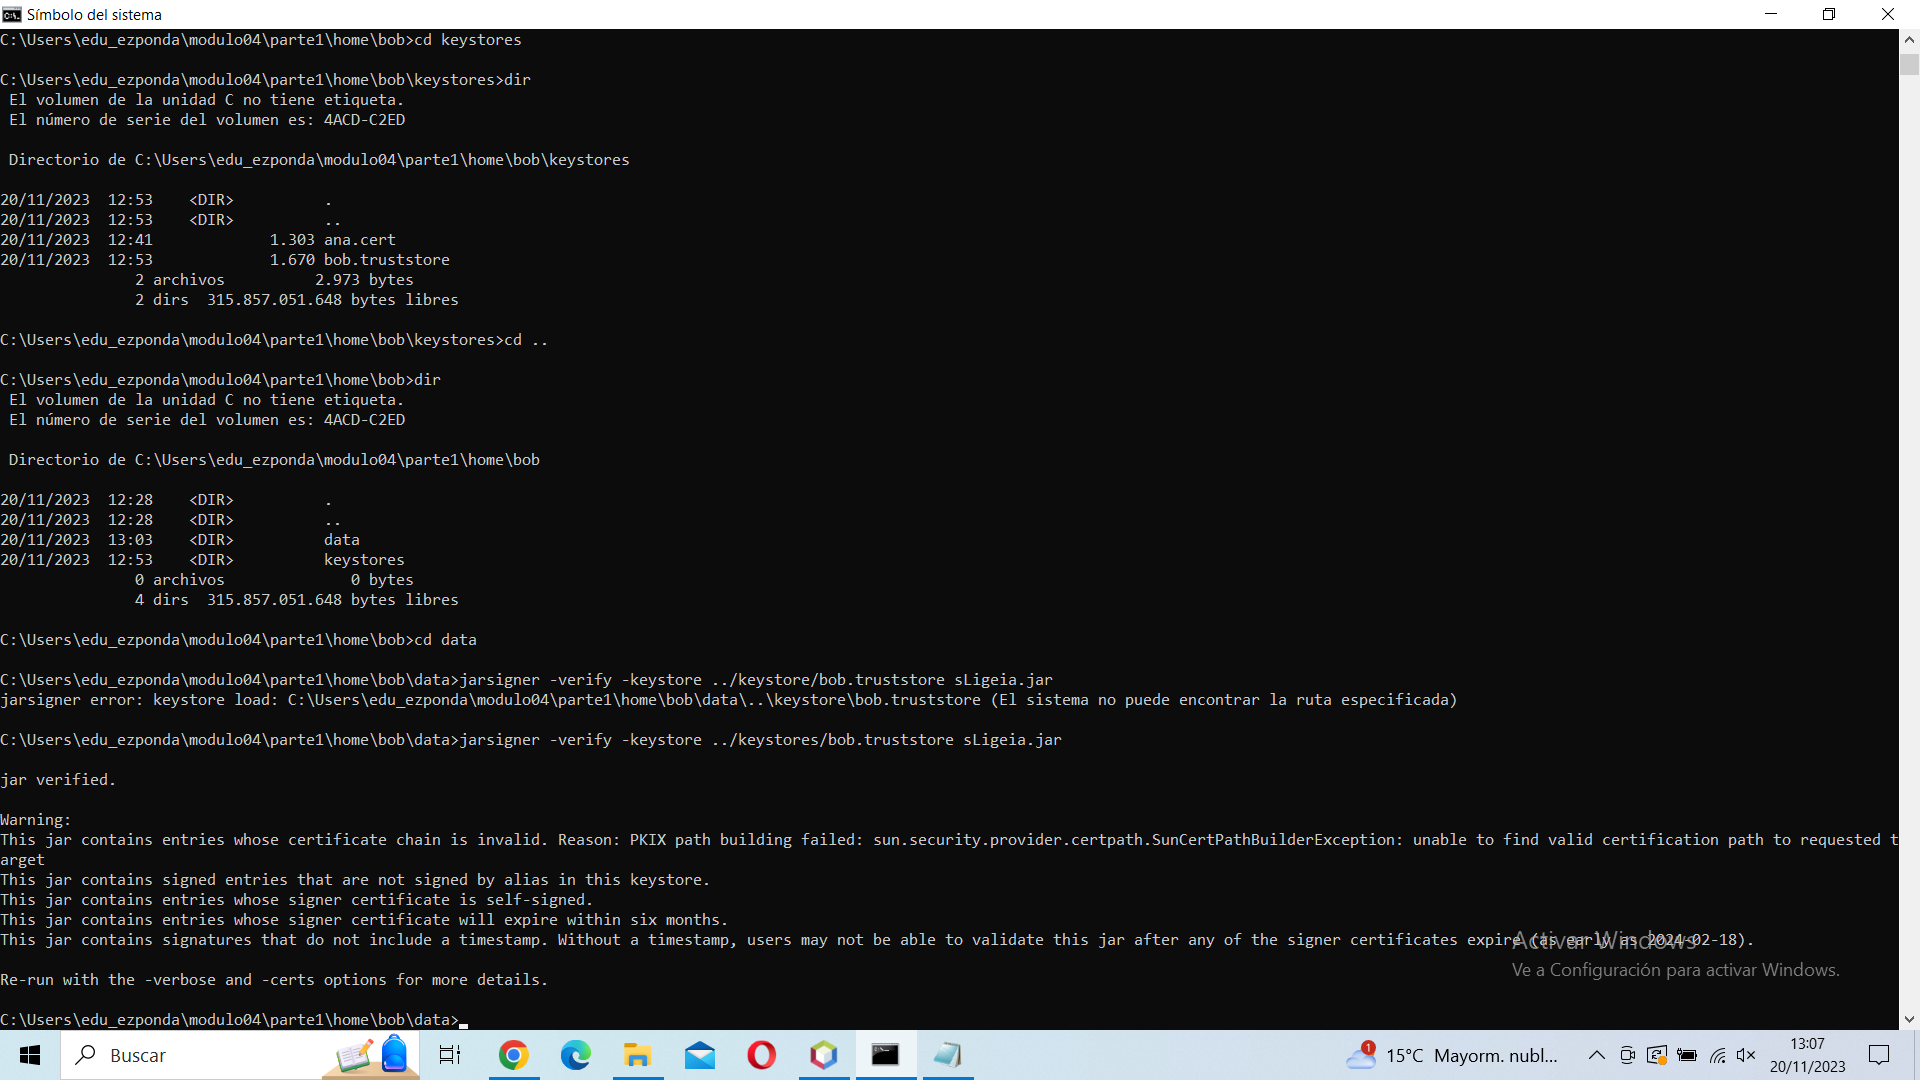 Símbolo del sistema
C:\Users\edu_ezponda\modulo04\parte1\home\bob>cd keystores
C:\Users\edu_ezponda\modulo04\parte1\home\bob\keystores>dir
El volumen de la unidad C no tiene etiqueta.
El número de serie del volumen es: 4ACD-C2ED
Directorio de C:\Users\edu_ezponda\modulo04\parte1\home\bob\keystores
20/11/2023  12:53    <DIR>          .
20/11/2023  12:53    <DIR>          ..
20/11/2023  12:41             1.303 ana.cert
20/11/2023  12:53             1.670 bob.truststore
2 archivos          2.973 bytes
2 dirs  315.857.051.648 bytes libres
C:\Users\edu_ezponda\modulo04\parte1\home\bob\keystores>cd ..
C:\Users\edu_ezponda\modulo04\parte1\home\bob>dir
El volumen de la unidad C no tiene etiqueta.
El número de serie del volumen es: 4ACD-C2ED
Directorio de C:\Users\edu_ezponda\modulo04\parte1\home\bob
20/11/2023  12:28    <DIR>          .
20/11/2023  12:28    <DIR>          ..
20/11/2023  13:03    <DIR>          data
20/11/2023  12:53    <DIR>          keystores
0 archivos              0 bytes
4 dirs  315.857.051.648 bytes libres
C:\Users\edu_ezponda\modulo04\parte1\home\bob>cd data
C:\Users\edu_ezponda\modulo04\parte1\home\bob\data>jarsigner -verify -keystore ../keystore/bob.truststore sLigeia.jar
jarsigner error: keystore load: C:\Users\edu_ezponda\modulo04\parte1\home\bob\data\..\keystore\bob.truststore (El sistema no puede encontrar la ruta especificada)
C:\Users\edu_ezponda\modulo04\parte1\home\bob\data>jarsigner -verify -keystore ../keystores/bob.truststore sLigeia.jar
jar verified.
Warning:
This jar contains entries whose certificate chain is invalid. Reason: PKIX path building failed: sun.security.provider.certpath.SunCertPathBuilderException: unable to find valid certification path to requested t
arget
This jar contains signed entries that are not signed by alias in this keystore.
This jar contains entries whose signer certificate is self-signed.
This jar contains entries whose signer certificate will expire within six months.
This jar contains signatures that do not include a timestamp. Without a timestamp, users may not be able to validate this jar after any of the signer certificates expire (as early as 2024-02-18).
Activar Windows
Ve a Configuración para activar Windows.
Re-run with the -verbose and -certs options for more details.
C:\Users\edu_ezponda\modulo04\parte1\home\bob\data>
Buscar
1
15°C Mayorm. nubl...
13:07
20/11/2023